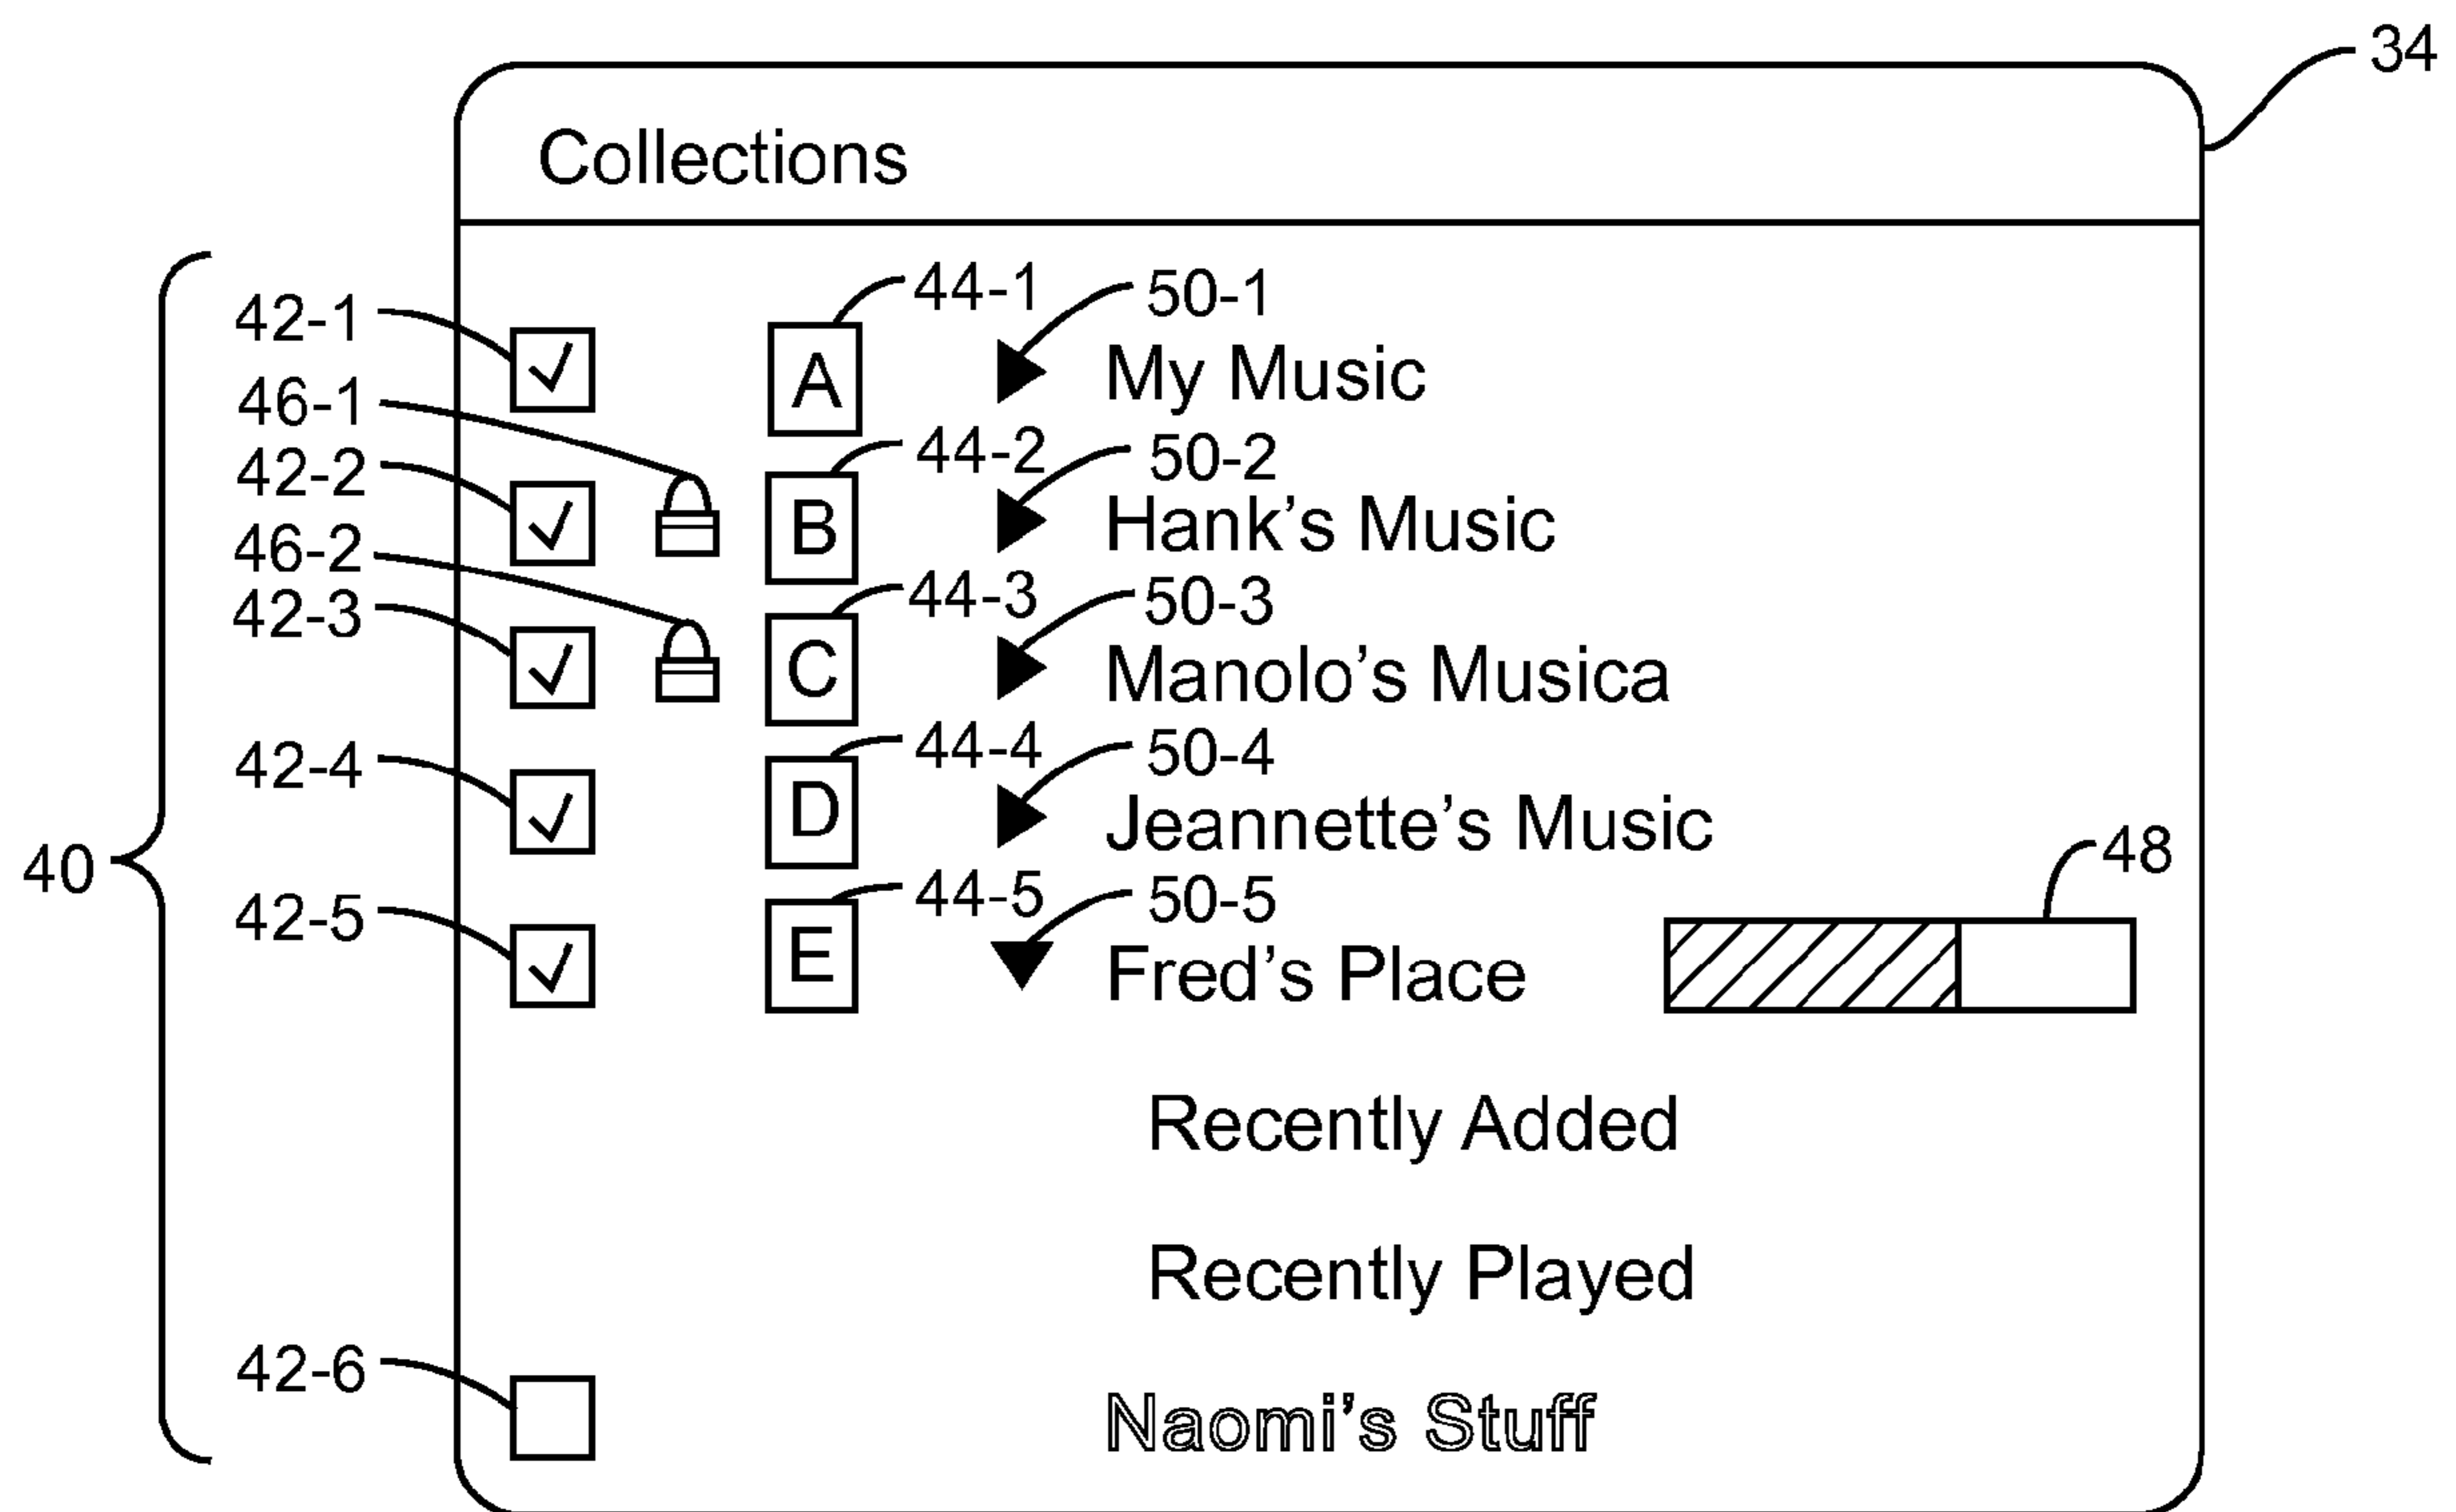 34
Collections
44-1 50-1
42-1 A My Music
46-1
44-2 50-2
42-2 B Hank's Music
46-2
44-3 50-3
42-3 C Manolo's Musica
44-4 50-4
42-4 D Jeannette's Music
48
40
44-5 50-5
42-5 E Fred's Place
Recently Added
Recently Played
42-6 Naomi's Stuff